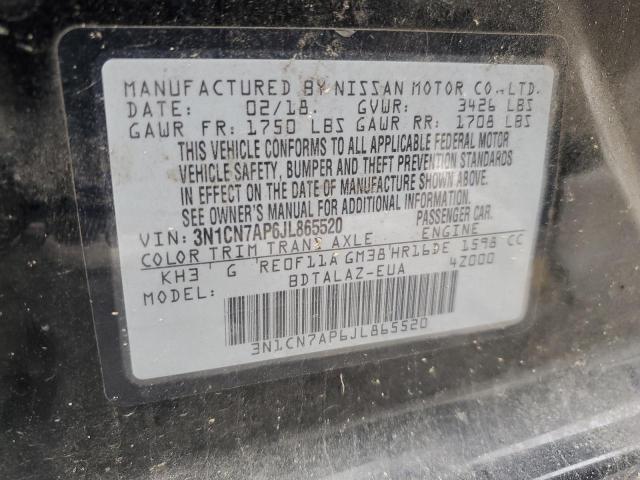 MANUFACTURED BY NISSAN MOTOR CO.,LTD.
DATE: 02/18. GVWR: 3426 LBS
GAWR FR: 1750 LBS GAWR RR: 1708 LBS
THIS VEHICLE CONFORMS TO ALL APPLICABLE FEDERAL MOTOR
VEHICLE SAFETY, BUMPER AND THEFT PREVENTION STANDARDS
IN EFFECT ON THE DATE OF MANUFACTURE SHOWN ABOVE.
SEE OWNER'S MANUAL FOR ADDITIONAL INFORMATION.
VIN: 3N1CN7AP6JL865520 PASSENGER CAR.
COLOR TRIM TRANS AXLE ENGINE
KH3 G RE0F11A GM38 HR16DE 1598 CC
MODEL: BDTALAZ-EUA 4Z000
3N1CN7AP6JL865520